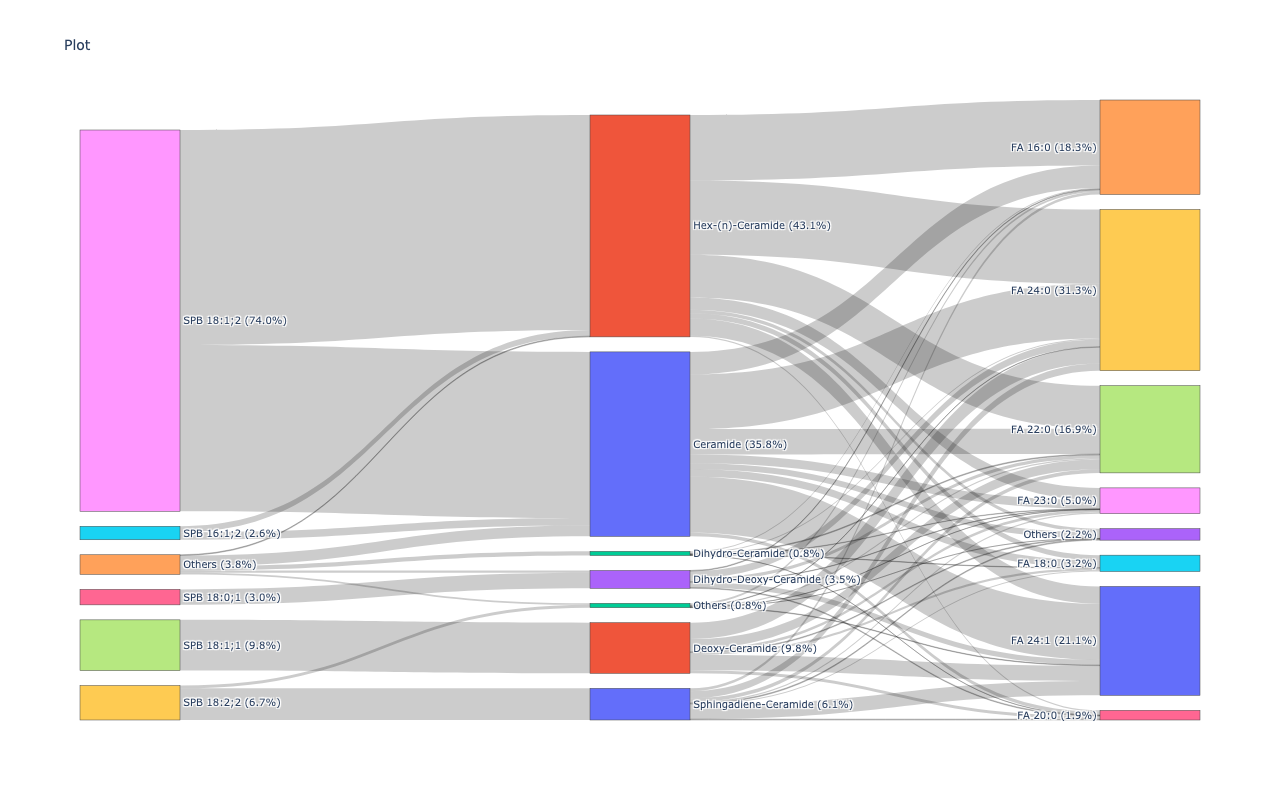 Plot
SPB 18:1;2 (74.0%)
SPB 16:1;2 (2.6%)
Others (3.8%)
SPB 18:0;1 (3.0%)
SPB 18:1;1 (9.8%)
SPB 18:2;2 (6.7%)
Hex-(n)-Ceramide (43.1%)
Ceramide (35.8%)
Dihydro-Ceramide (0.8%)
Dihydro-Deoxy-Ceramide (3.5%)
Others (0.8%)
Deoxy-Ceramide (9.8%)
Sphingadiene-Ceramide (6.1%)
FA 16:0 (18.3%)
FA 24:0 (31.3%)
FA 22:0 (16.9%)
FA 23:0 (5.0%)
Others (2.2%)
FA 18:0 (3.2%)
FA 24:1 (21.1%)
FA 20:0 (1.9%)